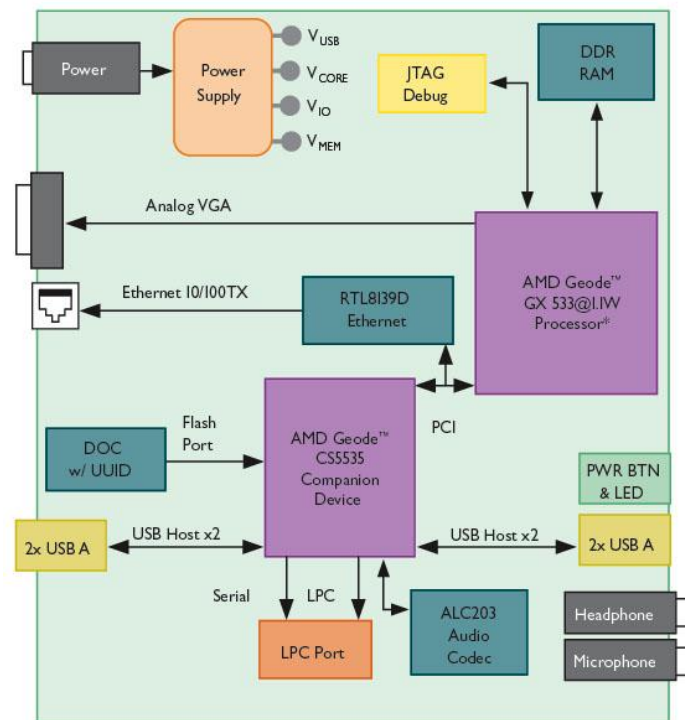 Power
Power
Supply
VUSB
VCORE
VIO
VMEM
JTAG
Debug
DDR
RAM
Analog VGA
Ethernet 10/100TX
RTL8139D
Ethernet
AMD Geode™
GX 533@1.1W
Processor*
PCI
Flash
Port
DOC
w/ UUID
AMD Geode™
CS5535
Companion
Device
PWR BTN
& LED
2x USB A
USB Host x2
USB Host x2
2x USB A
Serial
LPC
LPC Port
ALC203
Audio
Codec
Headphone
Microphone